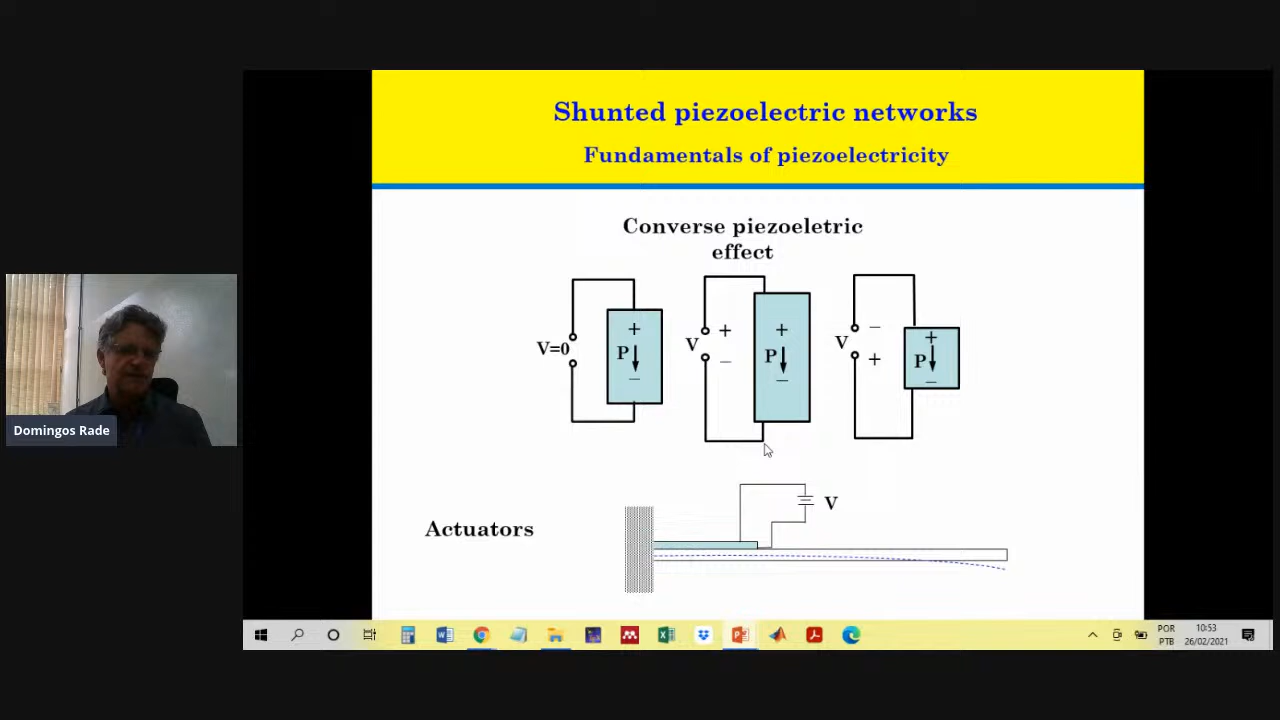 Shunted piezoelectric networks
Fundamentals of piezoelectricity
Converse piezoeletric
effect
V=0
+
P
−
V
+
−
+
P
−
V
−
+
+
P
−
Actuators
V
Domingos Rade
POR
PTB
10:53
26/02/2021